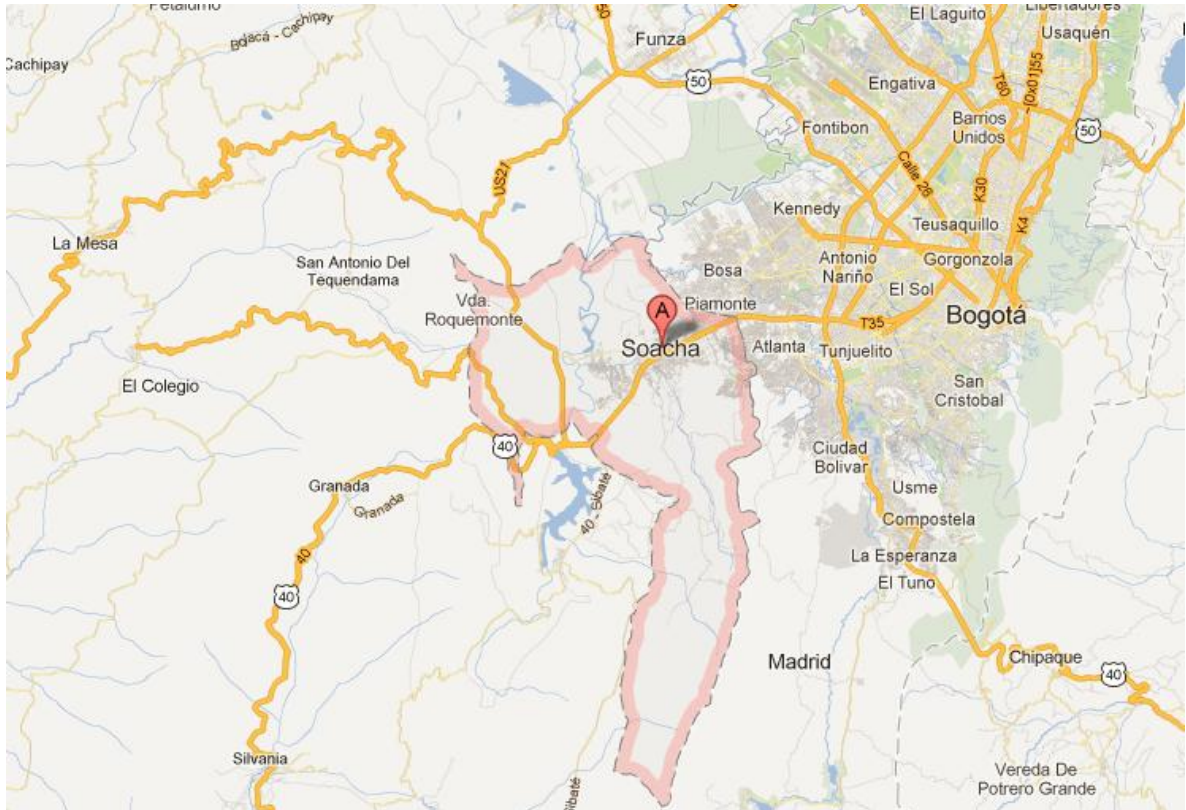 El Laguito
Libertadores
Usaquén
Funza
50
Bojacá - Cachipay
Cachipay
50
Engativa
T60
Barrios
Unidos
50
Fontibon
Calle 26
US21
K30
K4
Kennedy
Teusaquillo
La Mesa
San Antonio Del
Tequendama
Antonio
Nariño
Gorgonzola
Bosa
El Sol
Vda.
Roquemonte
Piamonte
A
Bogotá
T35
Soacha
Atlanta
Tunjuelito
El Colegio
San
Cristobal
40
Ciudad
Bolivar
Granada
Granada
40 - Sibaté
Usme
Compostela
40
La Esperanza
El Tuno
40
Madrid
Chipaque
40
Silvania
Vereda De
Potrero Grande
Sibaté